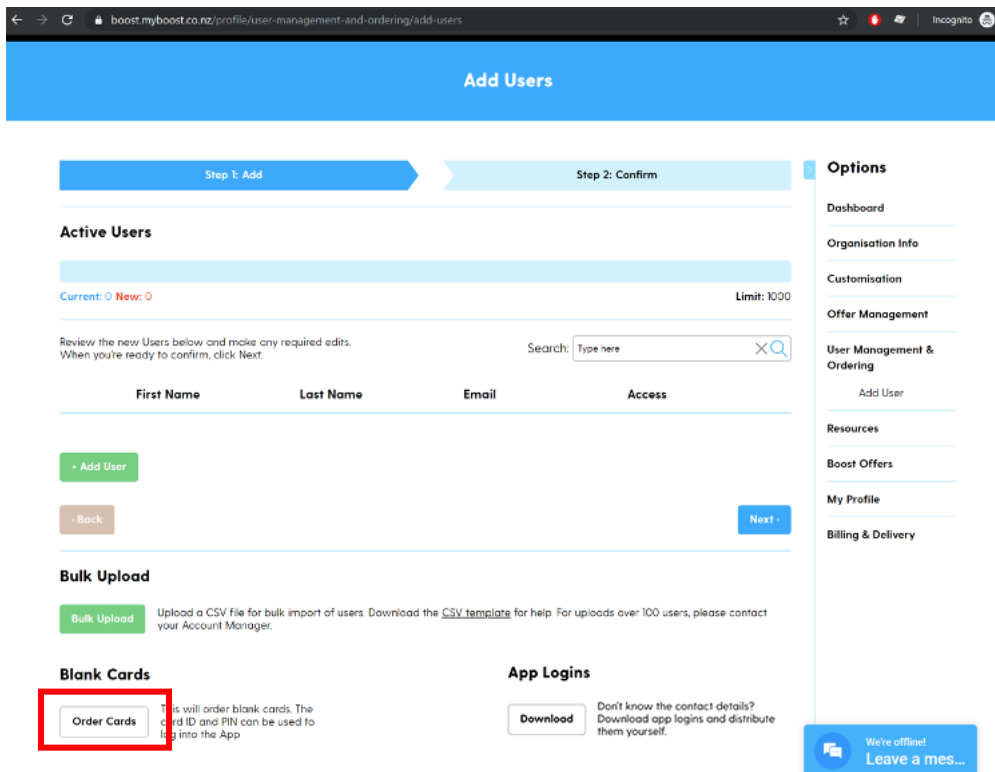 boost.myboost.co.nz/profile/user-management-and-ordering/add-users
Incognito
Add Users
Step 1: Add
Step 2: Confirm
Active Users
Current: 0 New: 0
Limit: 1000
Review the new Users below and make any required edits.
When you're ready to confirm, click Next.
Search: Type here
First Name Last Name Email Access
+ Add User
‹ Back
Next ›
Bulk Upload
Bulk Upload
Upload a CSV file for bulk import of users. Download the CSV template for help. For uploads over 100 users, please contact
your Account Manager.
Blank Cards
Order Cards
This will order blank cards. The
card ID and PIN can be used to
log into the App
App Logins
Download
Don't know the contact details?
Download app logins and distribute
them yourself.
Options
Dashboard
Organisation Info
Customisation
Offer Management
User Management &
Ordering
Add User
Resources
Boost Offers
My Profile
Billing & Delivery
We're offline!
Leave a mes...